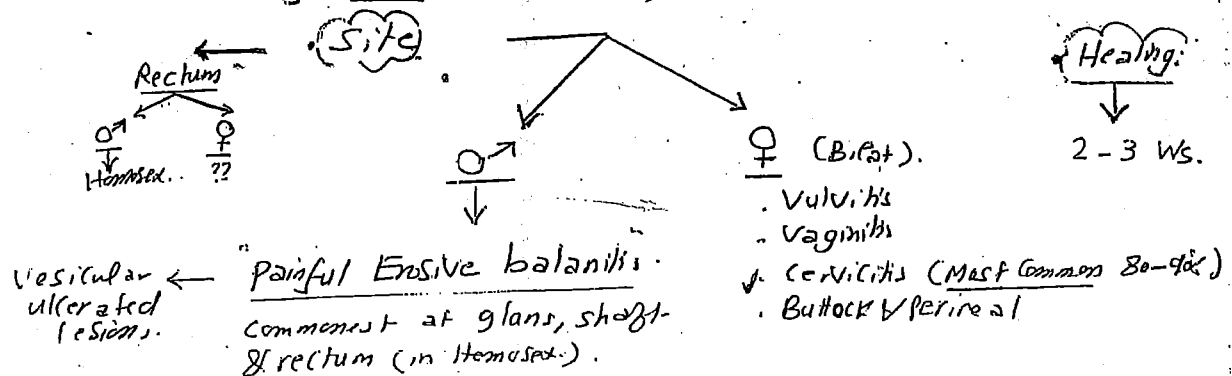 Site
Healing:
Rectum
♂ ♀
Homosex.. ??
♂
♀ (Bilat).
2 - 3 Ws.
. Vulvitis
. Vaginitis
. Cervicitis (Most Common 80-90%)
. Buttock & Perineal
"Painful Erosive balanitis."
Commonest at glans, shaft
& rectum (in Homosex.).
Vesicular
ulcerated
lesions.